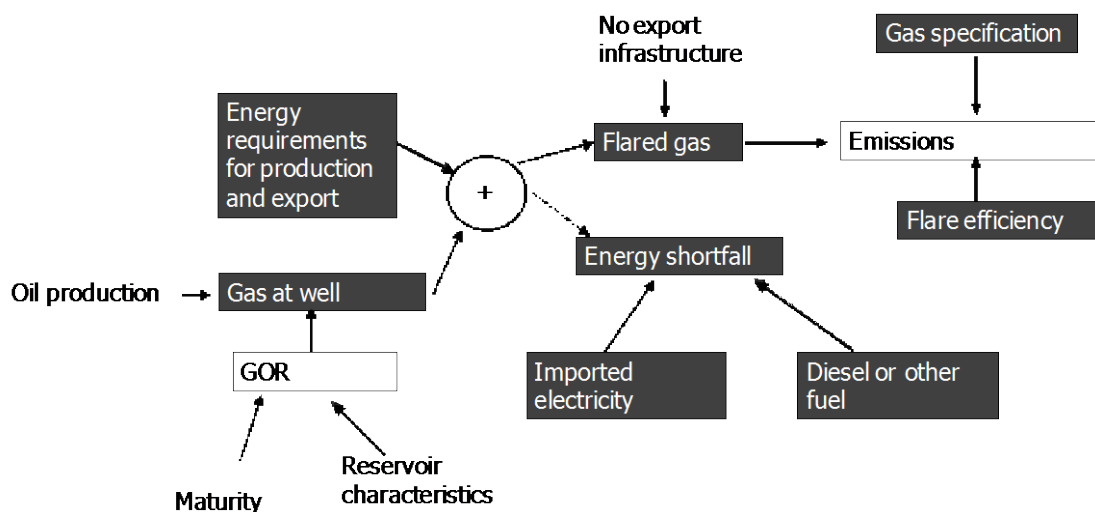 No export
infrastructure
Gas specification
Energy
requirements
for production
and export
Flared gas
Emissions
+
Flare efficiency
Energy shortfall
Oil production
Gas at well
GOR
Imported
electricity
Diesel or other
fuel
Reservoir
characteristics
Maturity